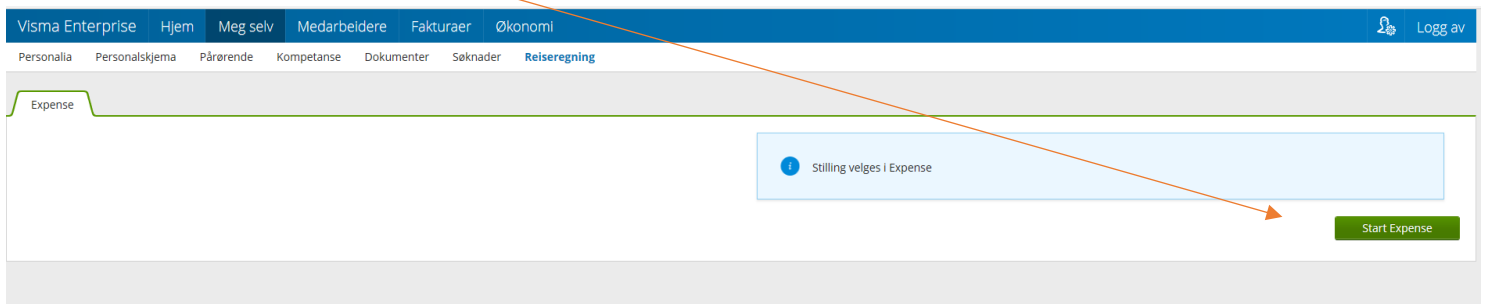 Visma Enterprise Hjem Meg selv Medarbeidere Fakturaer Økonomi Logg av
Personalia Personalskjema Pårørende Kompetanse Dokumenter Søknader Reiseregning
Expense
Stilling velges i Expense
Start Expense